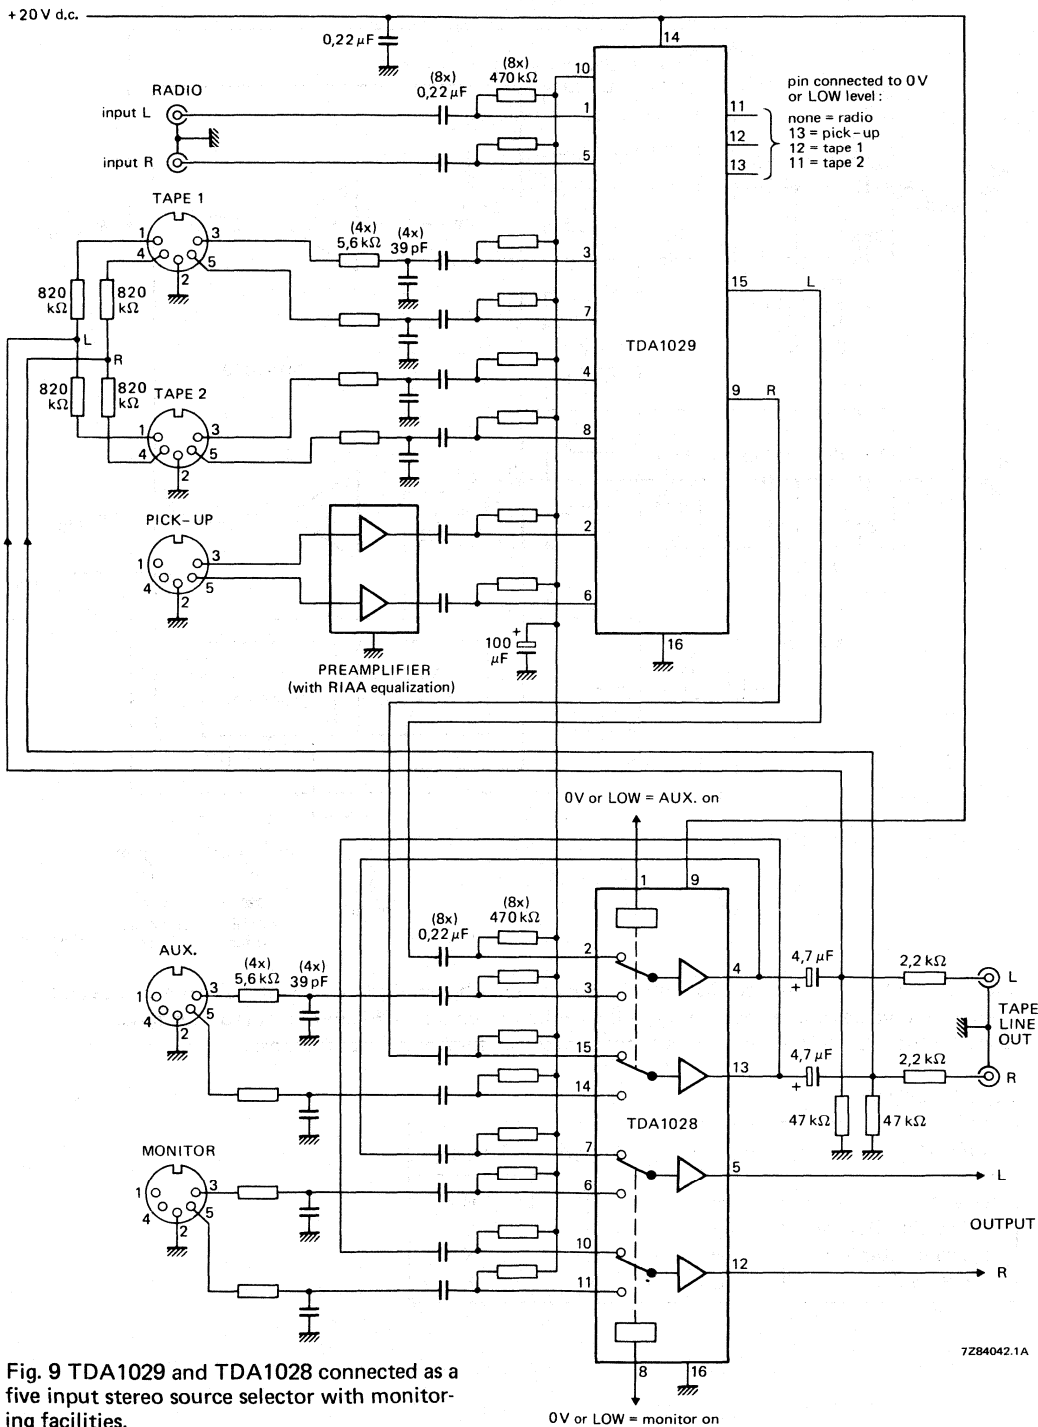 +20 V d.c.
0,22 µF
14
(8x)
0,22 µF
(8x)
470 kΩ
10
pin connected to 0 V
or LOW level :
RADIO
input L
1
11
none = radio
13 = pick-up
12
12 = tape 1
input R
5
13
11 = tape 2
TAPE 1
1
3
4
5
2
(4x)
5,6 kΩ
(4x)
39 pF
3
15
L
820
kΩ
820
kΩ
7
L
TDA1029
R
4
9
R
820
kΩ
820
kΩ
TAPE 2
1
3
4
5
2
8
PICK-UP
1
3
4
5
2
2
6
+
100
µF
16
PREAMPLIFIER
(with RIAA equalization)
0V or LOW = AUX. on
1
9
(8x)
0,22 µF
(8x)
470 kΩ
AUX.
1
3
4
5
2
(4x)
5,6 kΩ
(4x)
39 pF
2
4
4,7 µF
+
2,2 kΩ
L
3
TAPE
LINE
OUT
15
13
4,7 µF
+
2,2 kΩ
R
14
TDA1028
47 kΩ
47 kΩ
MONITOR
1
3
4
5
2
7
5
L
6
OUTPUT
10
12
R
11
8
16
7Z84042.1A
0V or LOW = monitor on
Fig. 9 TDA1029 and TDA1028 connected as a
five input stereo source selector with monitor-
ing facilities.